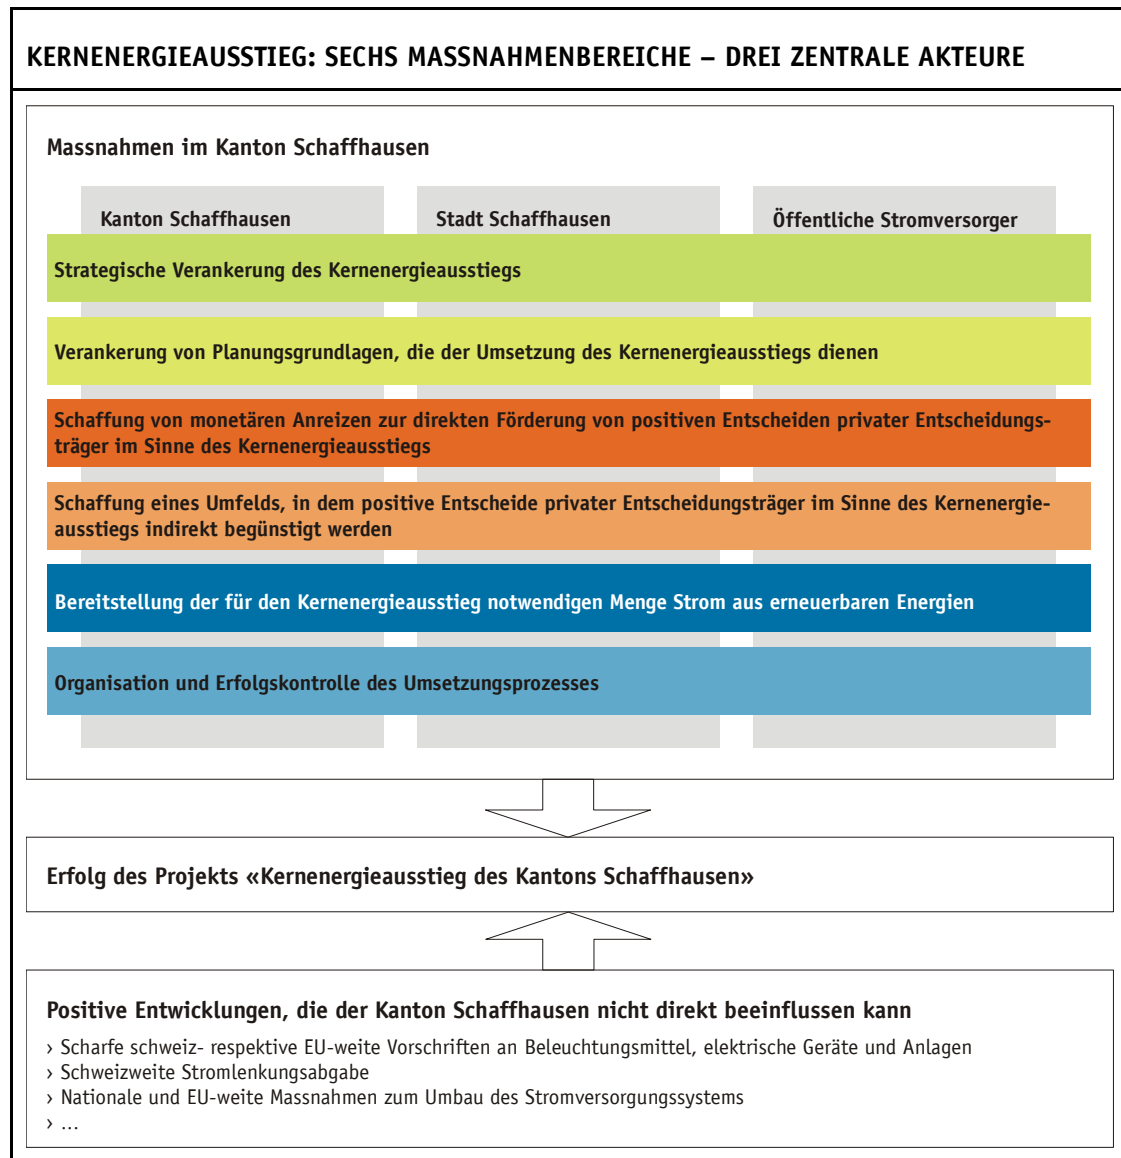 KERNENERGIEAUSSTIEG: SECHS MASSNAHMENBEREICHE – DREI ZENTRALE AKTEURE
Massnahmen im Kanton Schaffhausen
Kanton Schaffhausen
Stadt Schaffhausen
Öffentliche Stromversorger
Strategische Verankerung des Kernenergieausstiegs
Verankerung von Planungsgrundlagen, die der Umsetzung des Kernenergieausstiegs dienen
Schaffung von monetären Anreizen zur direkten Förderung von positiven Entscheiden privater Entscheidungs-
träger im Sinne des Kernenergieausstiegs
Schaffung eines Umfelds, in dem positive Entscheide privater Entscheidungsträger im Sinne des Kernenergie-
ausstiegs indirekt begünstigt werden
Bereitstellung der für den Kernenergieausstieg notwendigen Menge Strom aus erneuerbaren Energien
Organisation und Erfolgskontrolle des Umsetzungsprozesses
Erfolg des Projekts «Kernenergieausstieg des Kantons Schaffhausen»
Positive Entwicklungen, die der Kanton Schaffhausen nicht direkt beeinflussen kann
› Scharfe schweiz- respektive EU-weite Vorschriften an Beleuchtungsmittel, elektrische Geräte und Anlagen
› Schweizweite Stromlenkungsabgabe
› Nationale und EU-weite Massnahmen zum Umbau des Stromversorgungssystems
› ...